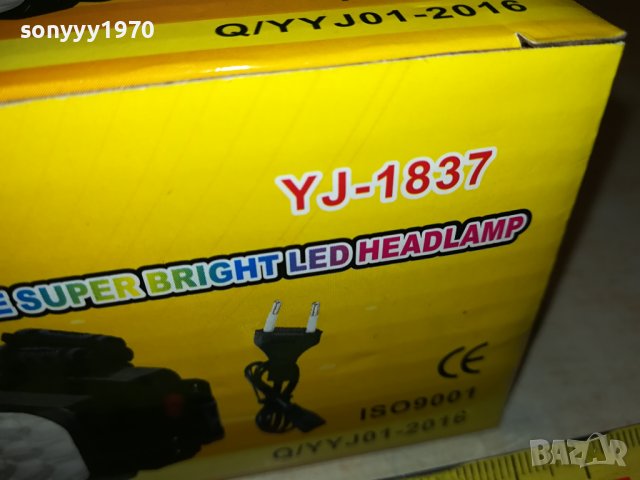 sonyyy1970
Q/YYJ01-2016
YJ-1837
E SUPER BRIGHT LED HEADLAMP
CE
ISO9001
Q/YYJ01-2016
BAZAR